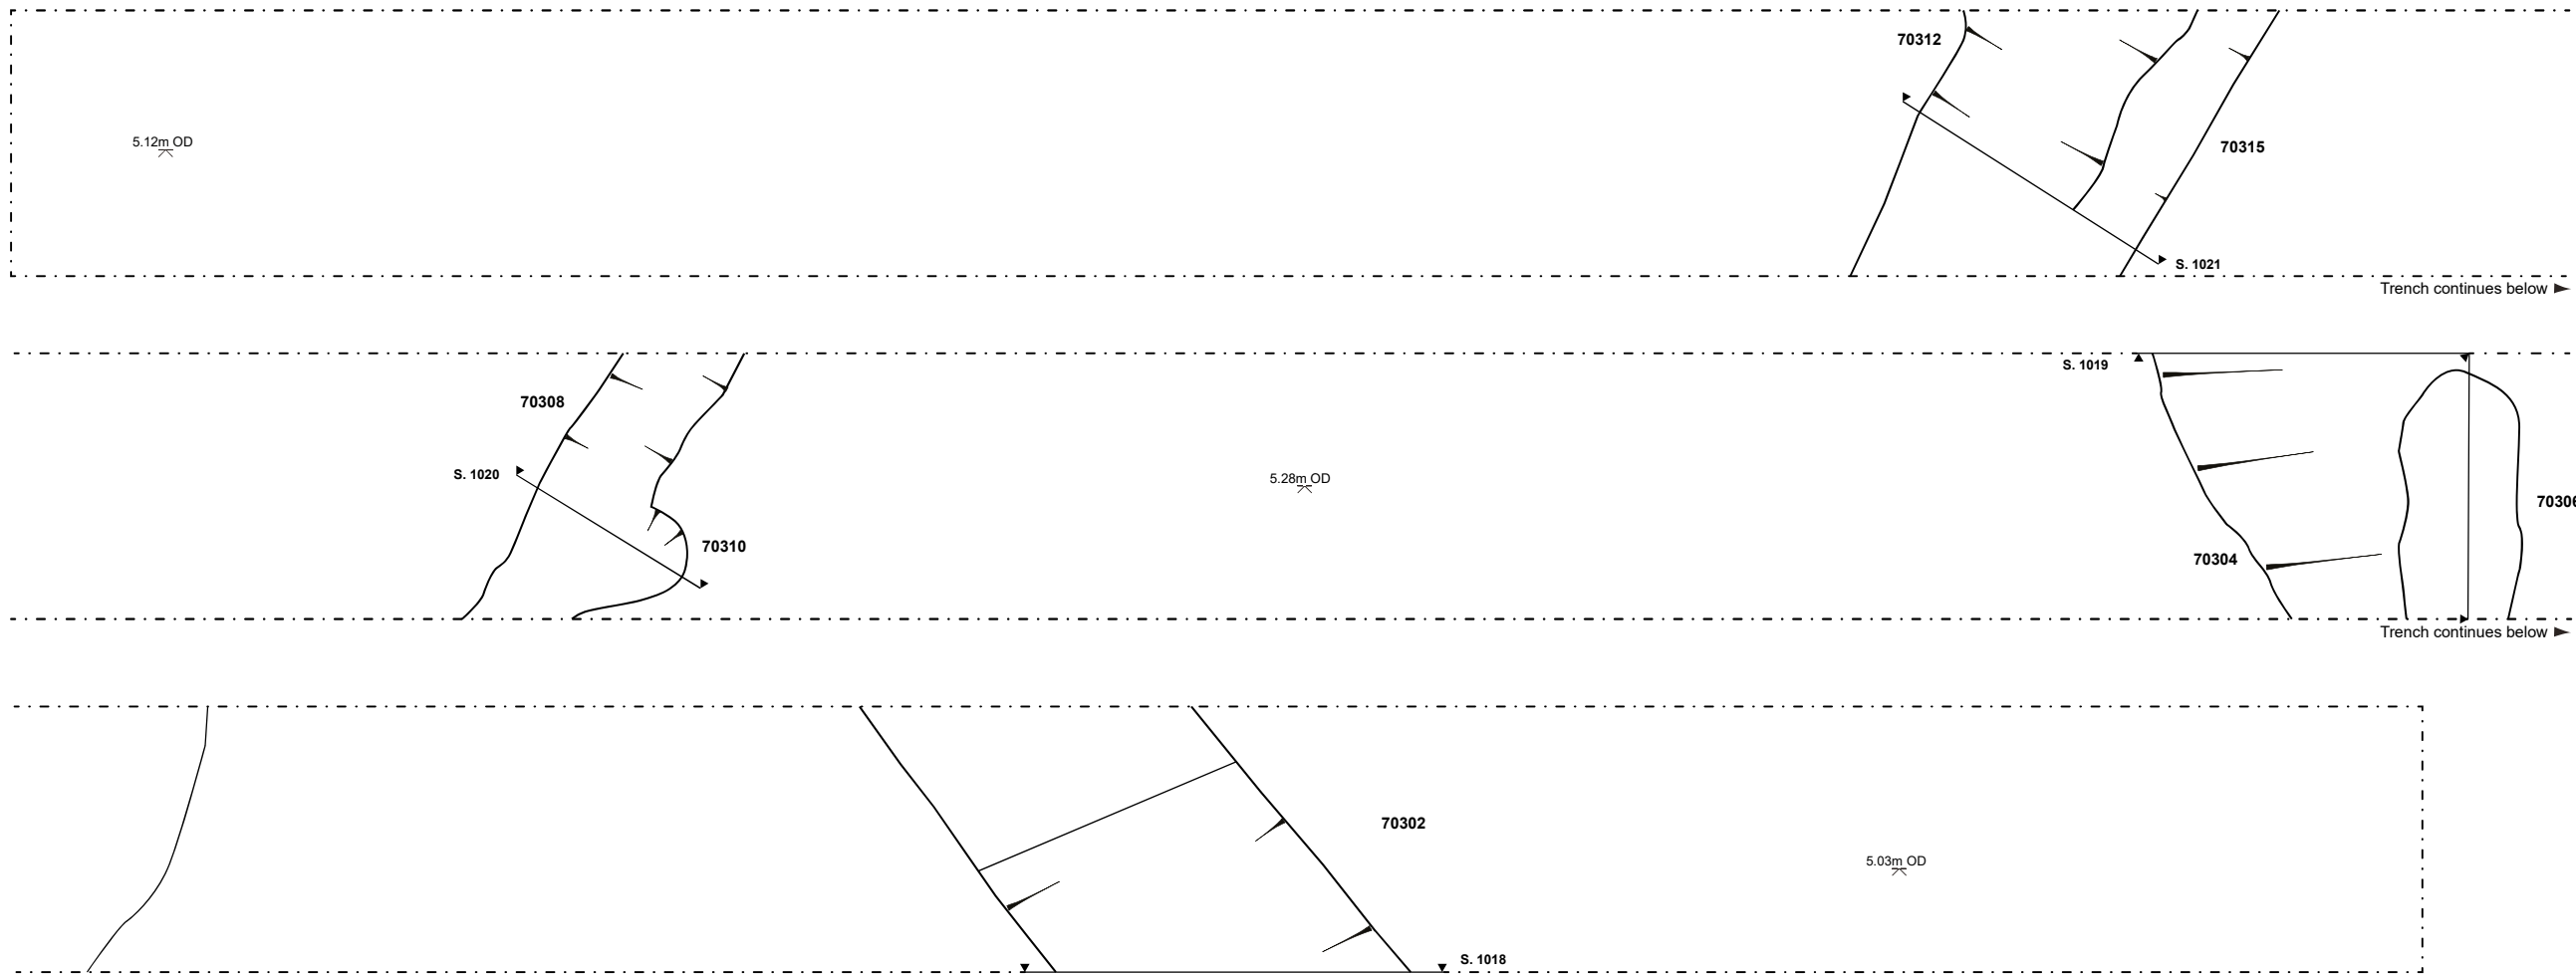 70312
5.12m OD
70315
S. 1021
Trench continues below
S. 1019
70308
S. 1020
5.28m OD
70306
70310
70304
Trench continues below
70302
5.03m OD
S. 1018